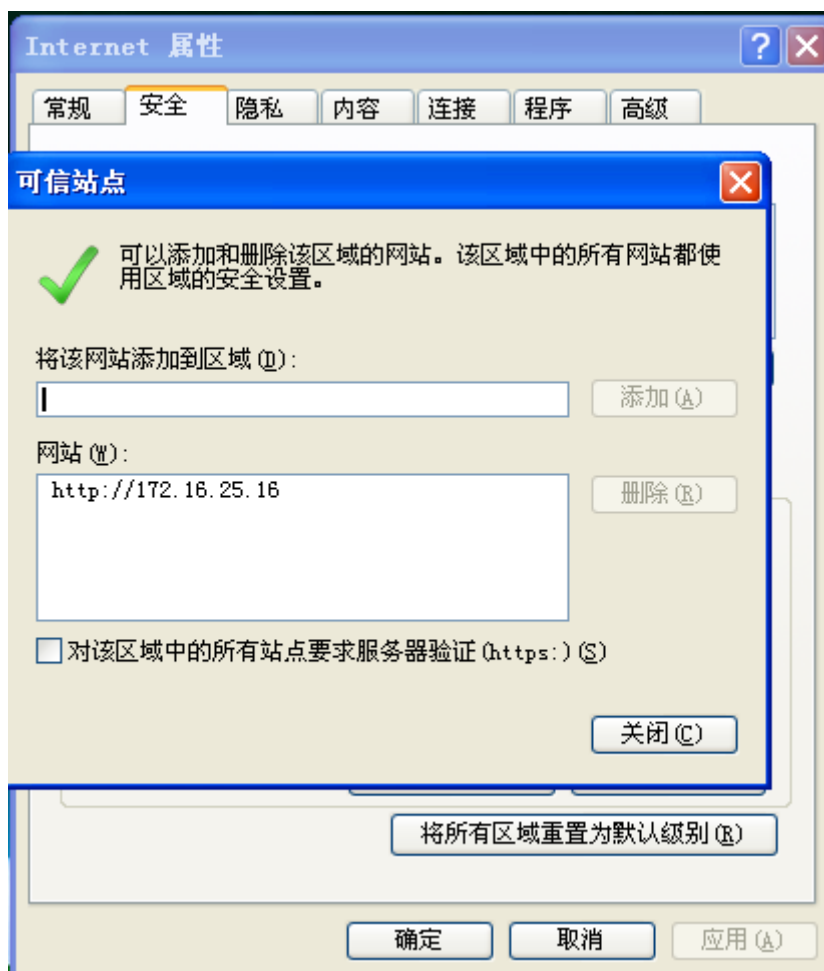 Internet 属性
常规 安全 隐私 内容 连接 程序 高级
可信站点
可以添加和删除该区域的网站。该区域中的所有网站都使
用区域的安全设置。
将该网站添加到区域(D):
添加(A)
网站(W):
http://172.16.25.16
删除(R)
对该区域中的所有站点要求服务器验证(https:)(S)
关闭(C)
将所有区域重置为默认级别(R)
确定 取消 应用(A)